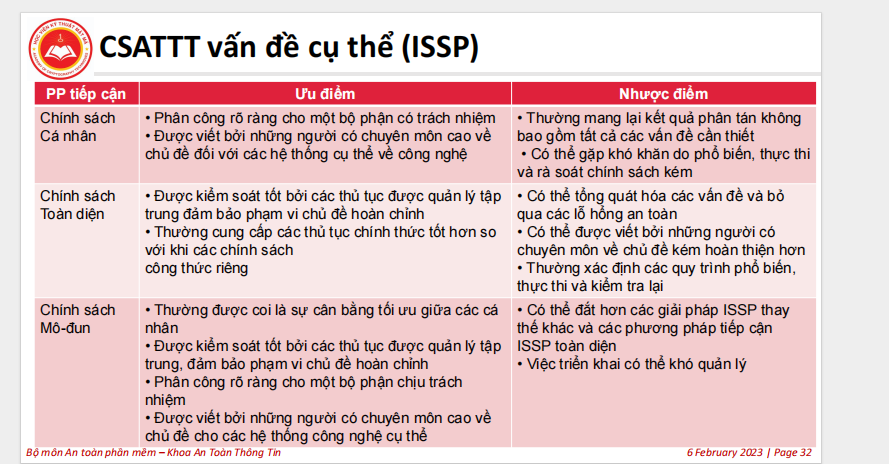 HỌC VIỆN KỸ THUẬT MẬT MÃ
CSATTT vấn đề cụ thể (ISSP)
PP tiếp cận
Ưu điểm
Nhược điểm
Chính sách
Cá nhân
• Phân công rõ ràng cho một bộ phận có trách nhiệm
• Được viết bởi những người có chuyên môn cao về
chủ đề đối với các hệ thống cụ thể về công nghệ
• Thường mang lại kết quả phân tán không
bao gồm tất cả các vấn đề cần thiết
• Có thể gặp khó khăn do phổ biến, thực thi
và rà soát chính sách kém
Chính sách
Toàn diện
• Được kiểm soát tốt bởi các thủ tục được quản lý tập
trung đảm bảo phạm vi chủ đề hoàn chỉnh
• Thường cung cấp các thủ tục chính thức tốt hơn so
với khi các chính sách
công thức riêng
• Có thể tổng quát hóa các vấn đề và bỏ
qua các lỗ hổng an toàn
• Có thể được viết bởi những người có
chuyên môn về chủ đề kém hoàn thiện hơn
• Thường xác định các quy trình phổ biến,
thực thi và kiểm tra lại
Chính sách
Mô-đun
• Thường được coi là sự cân bằng tối ưu giữa các cá
nhân
• Được kiểm soát tốt bởi các thủ tục được quản lý tập
trung, đảm bảo phạm vi chủ đề hoàn chỉnh
• Phân công rõ ràng cho một bộ phận chịu trách
nhiệm
• Được viết bởi những người có chuyên môn cao về
chủ đề cho các hệ thống công nghệ cụ thể
• Có thể đắt hơn các giải pháp ISSP thay
thế khác và các phương pháp tiếp cận
ISSP toàn diện
• Việc triển khai có thể khó quản lý
Bộ môn An toàn phần mềm – Khoa An Toàn Thông Tin
6 February 2023 | Page 32